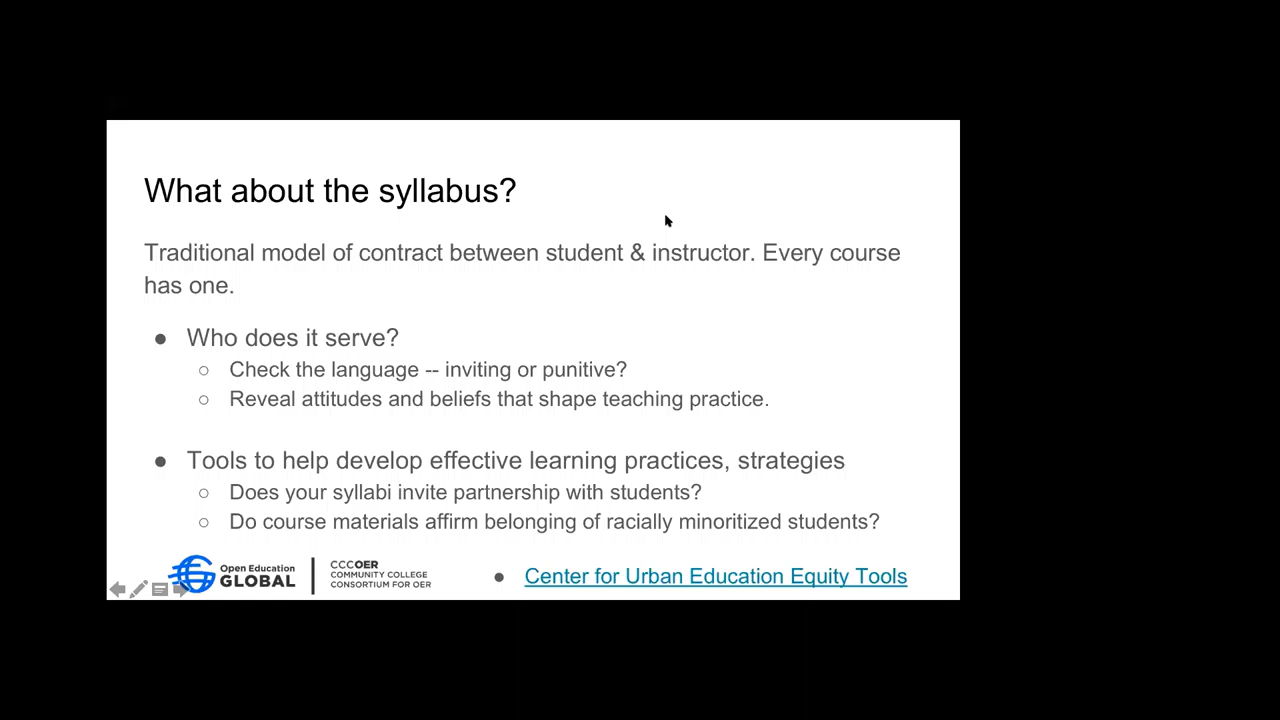 What about the syllabus?
Traditional model of contract between student & instructor. Every course
has one.
● Who does it serve?
○ Check the language -- inviting or punitive?
○ Reveal attitudes and beliefs that shape teaching practice.
● Tools to help develop effective learning practices, strategies
○ Does your syllabi invite partnership with students?
○ Do course materials affirm belonging of racially minoritized students?
Open Education
GLOBAL
CCCOER
COMMUNITY COLLEGE
CONSORTIUM FOR OER
● Center for Urban Education Equity Tools